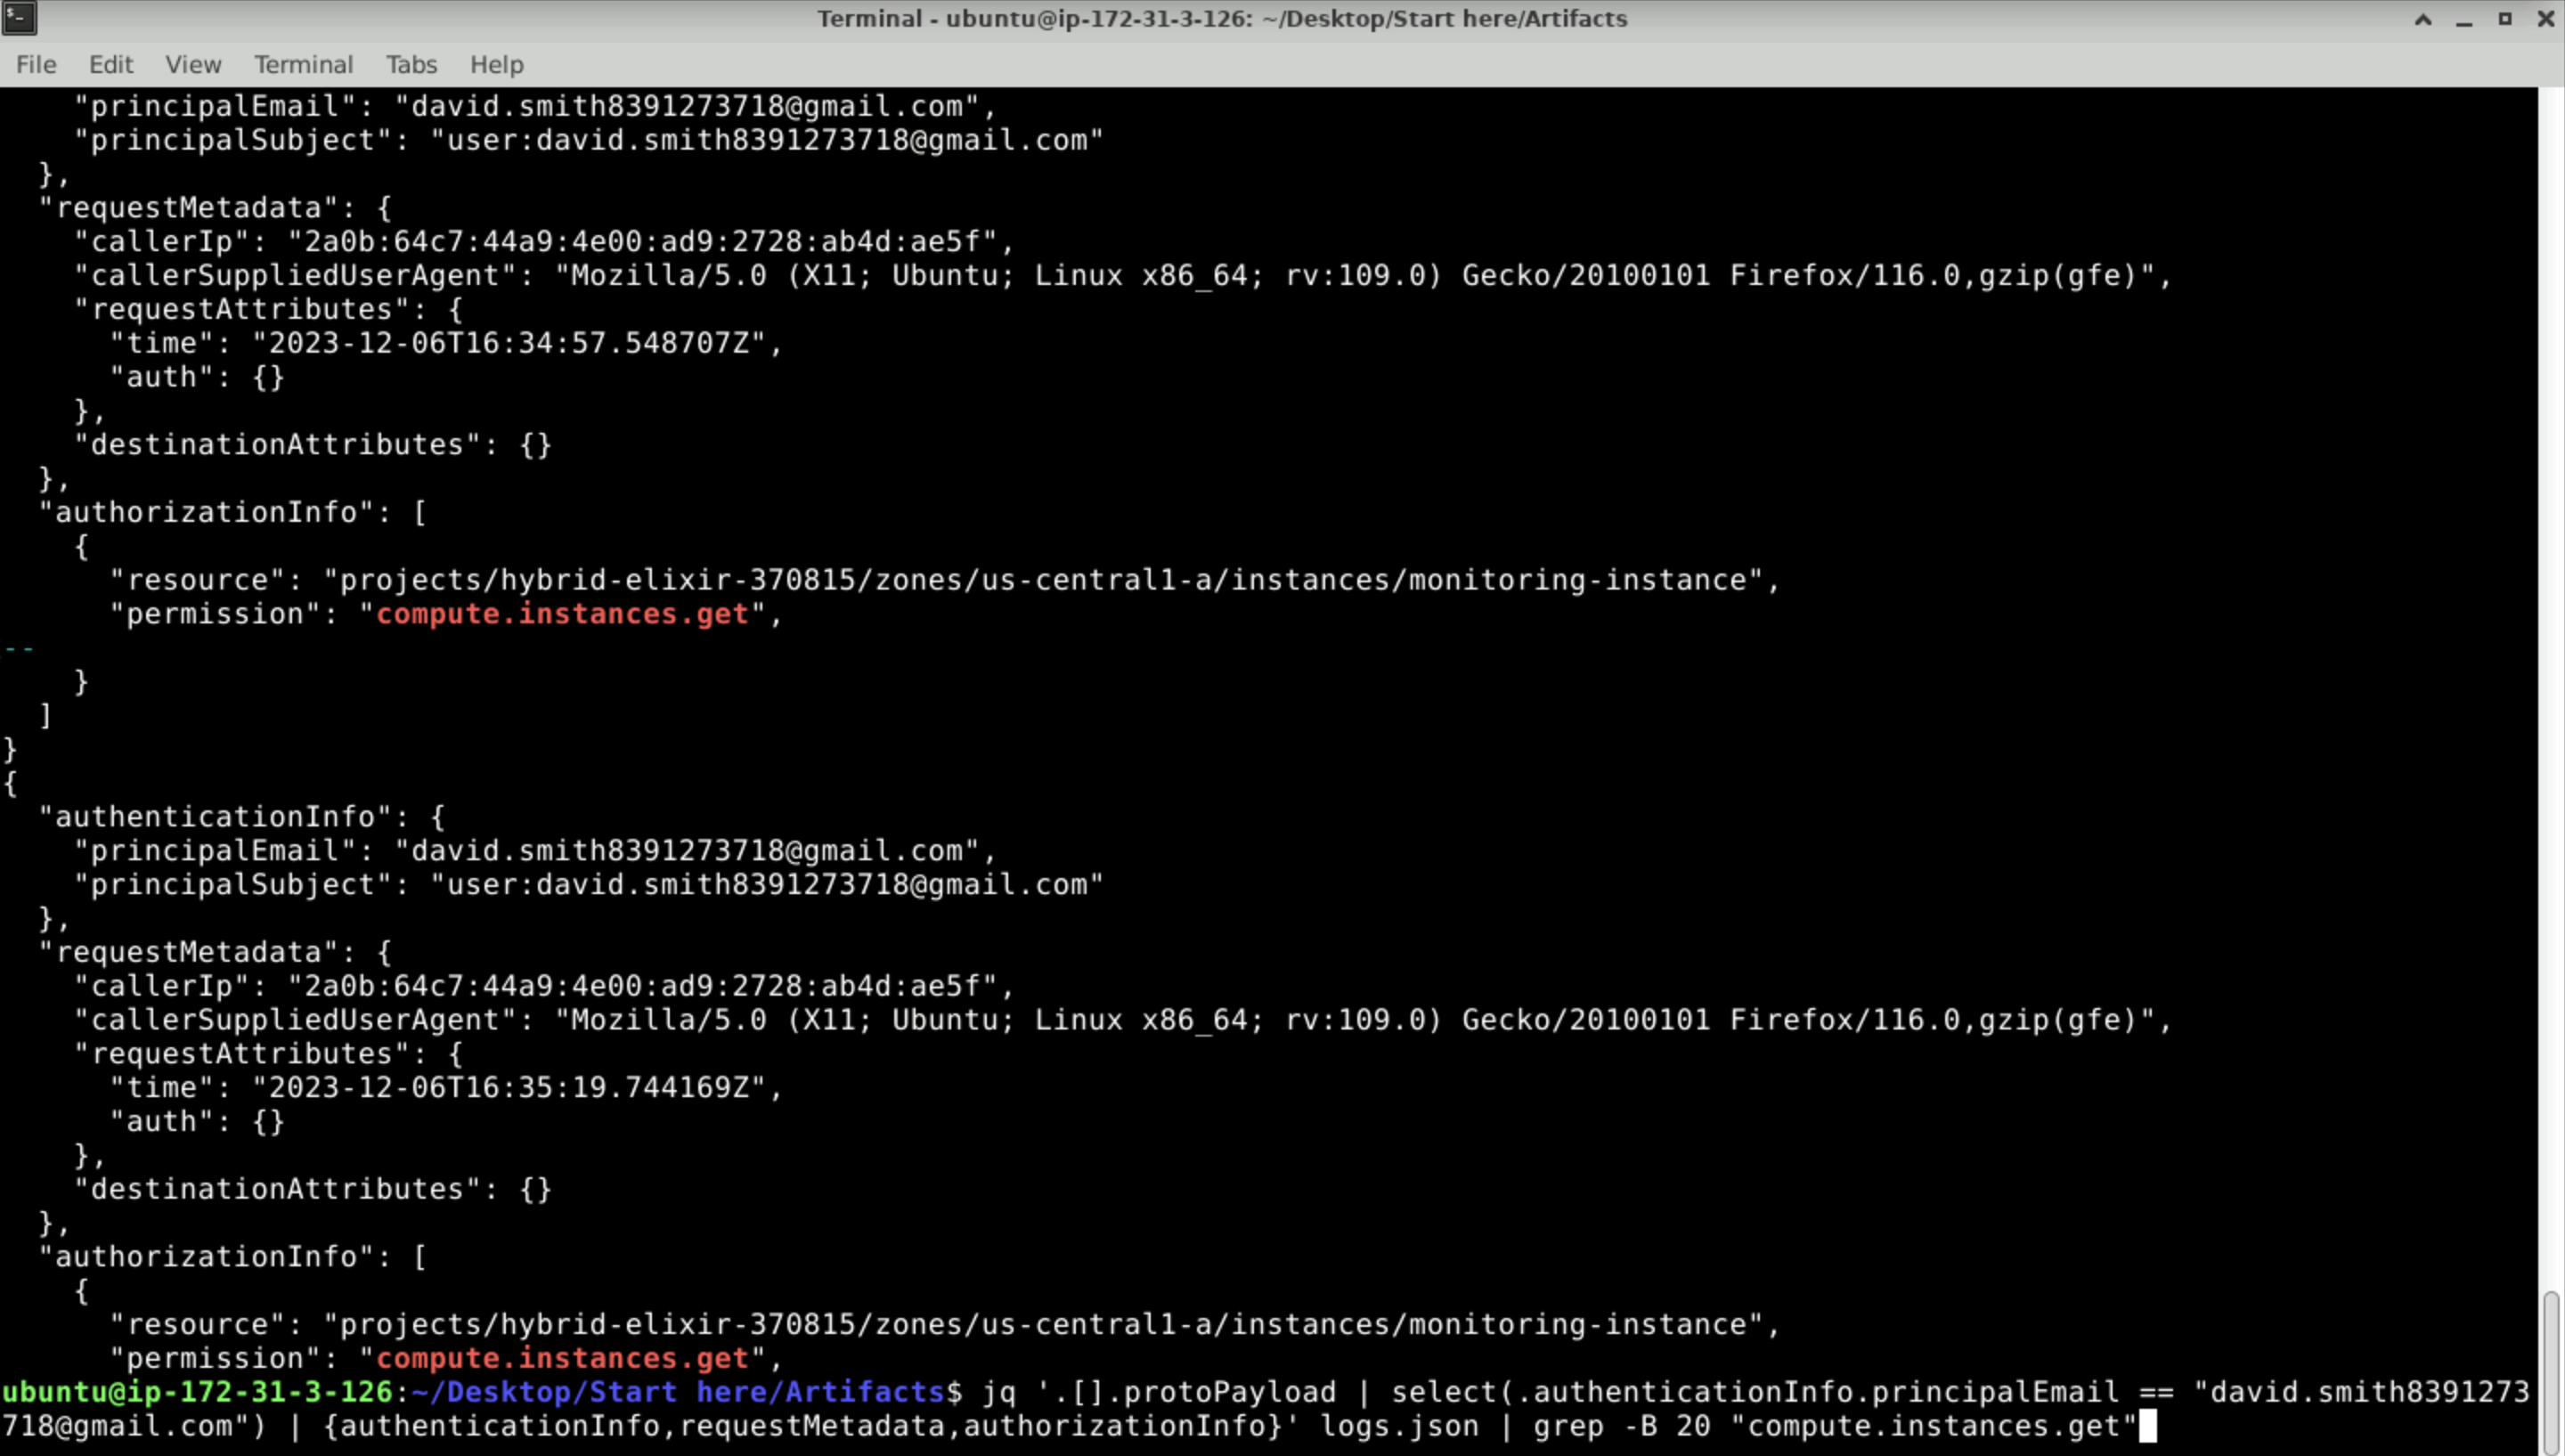 Terminal - ubuntu@ip-172-31-3-126: ~/Desktop/Start here/Artifacts
File Edit View Terminal Tabs Help
    "principalEmail": "david.smith8391273718@gmail.com",
    "principalSubject": "user:david.smith8391273718@gmail.com"
  },
  "requestMetadata": {
    "callerIp": "2a0b:64c7:44a9:4e00:ad9:2728:ab4d:ae5f",
    "callerSuppliedUserAgent": "Mozilla/5.0 (X11; Ubuntu; Linux x86_64; rv:109.0) Gecko/20100101 Firefox/116.0,gzip(gfe)",
    "requestAttributes": {
      "time": "2023-12-06T16:34:57.548707Z",
      "auth": {}
    },
    "destinationAttributes": {}
  },
  "authorizationInfo": [
    {
      "resource": "projects/hybrid-elixir-370815/zones/us-central1-a/instances/monitoring-instance",
      "permission": "compute.instances.get",
--
    }
  ]
}
{
  "authenticationInfo": {
    "principalEmail": "david.smith8391273718@gmail.com",
    "principalSubject": "user:david.smith8391273718@gmail.com"
  },
  "requestMetadata": {
    "callerIp": "2a0b:64c7:44a9:4e00:ad9:2728:ab4d:ae5f",
    "callerSuppliedUserAgent": "Mozilla/5.0 (X11; Ubuntu; Linux x86_64; rv:109.0) Gecko/20100101 Firefox/116.0,gzip(gfe)",
    "requestAttributes": {
      "time": "2023-12-06T16:35:19.744169Z",
      "auth": {}
    },
    "destinationAttributes": {}
  },
  "authorizationInfo": [
    {
      "resource": "projects/hybrid-elixir-370815/zones/us-central1-a/instances/monitoring-instance",
      "permission": "compute.instances.get",
ubuntu@ip-172-31-3-126:~/Desktop/Start here/Artifacts$ jq '.[].protoPayload | select(.authenticationInfo.principalEmail == "david.smith8391273
718@gmail.com") | {authenticationInfo,requestMetadata,authorizationInfo}' logs.json | grep -B 20 "compute.instances.get"